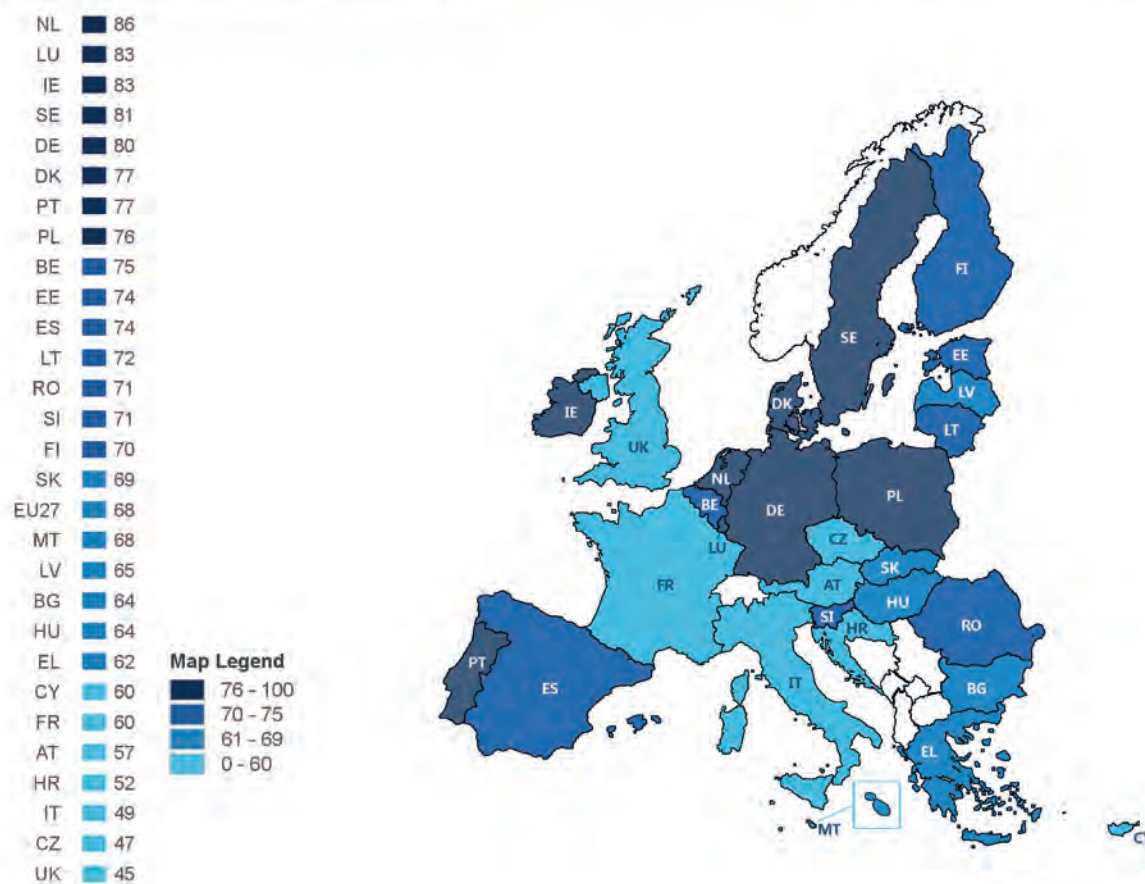 NL 86
LU 83
IE 83
SE 81
DE 80
DK 77
PT 77
PL 76
BE 75
EE 74
ES 74
LT 72
RO 71
SI 71
FI 70
SK 69
EU27 68
MT 68
LV 65
BG 64
HU 64
EL 62
CY 60
FR 60
AT 57
HR 52
IT 49
CZ 47
UK 45
Map Legend
76 - 100
70 - 75
61 - 69
0 - 60
FI
SE
EE
LV
DK
LT
IE
UK
NL
PL
BE
DE
LU
CZ
SK
FR
AT
HU
SI
HR
RO
PT
ES
IT
BG
EL
MT
CY